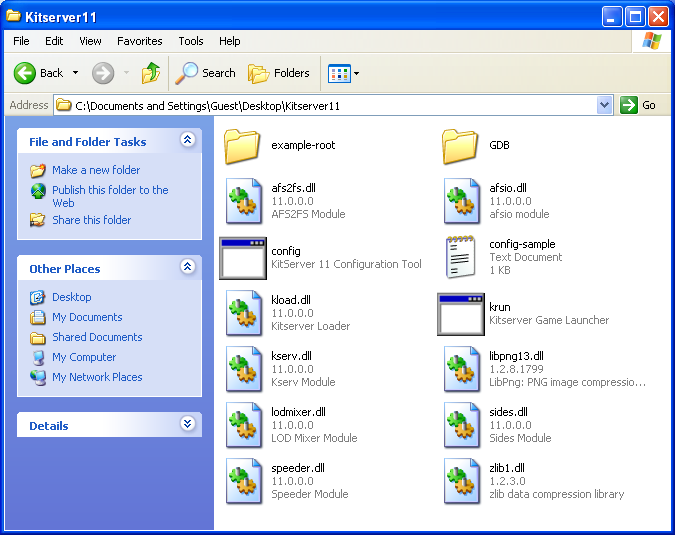 Kitserver11
File Edit View Favorites Tools Help
Back Search Folders
Address C:\Documents and Settings\Guest\Desktop\Kitserver11 Go
File and Folder Tasks
Make a new folder
Publish this folder to the
Web
Share this folder
Other Places
Desktop
My Documents
Shared Documents
My Computer
My Network Places
Details
example-root
GDB
afs2fs.dll
11.0.0.0
AFS2FS Module
afsio.dll
11.0.0.0
afsio module
config
KitServer 11 Configuration Tool
config-sample
Text Document
1 KB
kload.dll
11.0.0.0
Kitserver Loader
krun
Kitserver Game Launcher
kserv.dll
11.0.0.0
Kserv Module
libpng13.dll
1.2.8.1799
LibPng: PNG image compressio...
lodmixer.dll
11.0.0.0
LOD Mixer Module
sides.dll
11.0.0.0
Sides Module
speeder.dll
11.0.0.0
Speeder Module
zlib1.dll
1.2.3.0
zlib data compression library